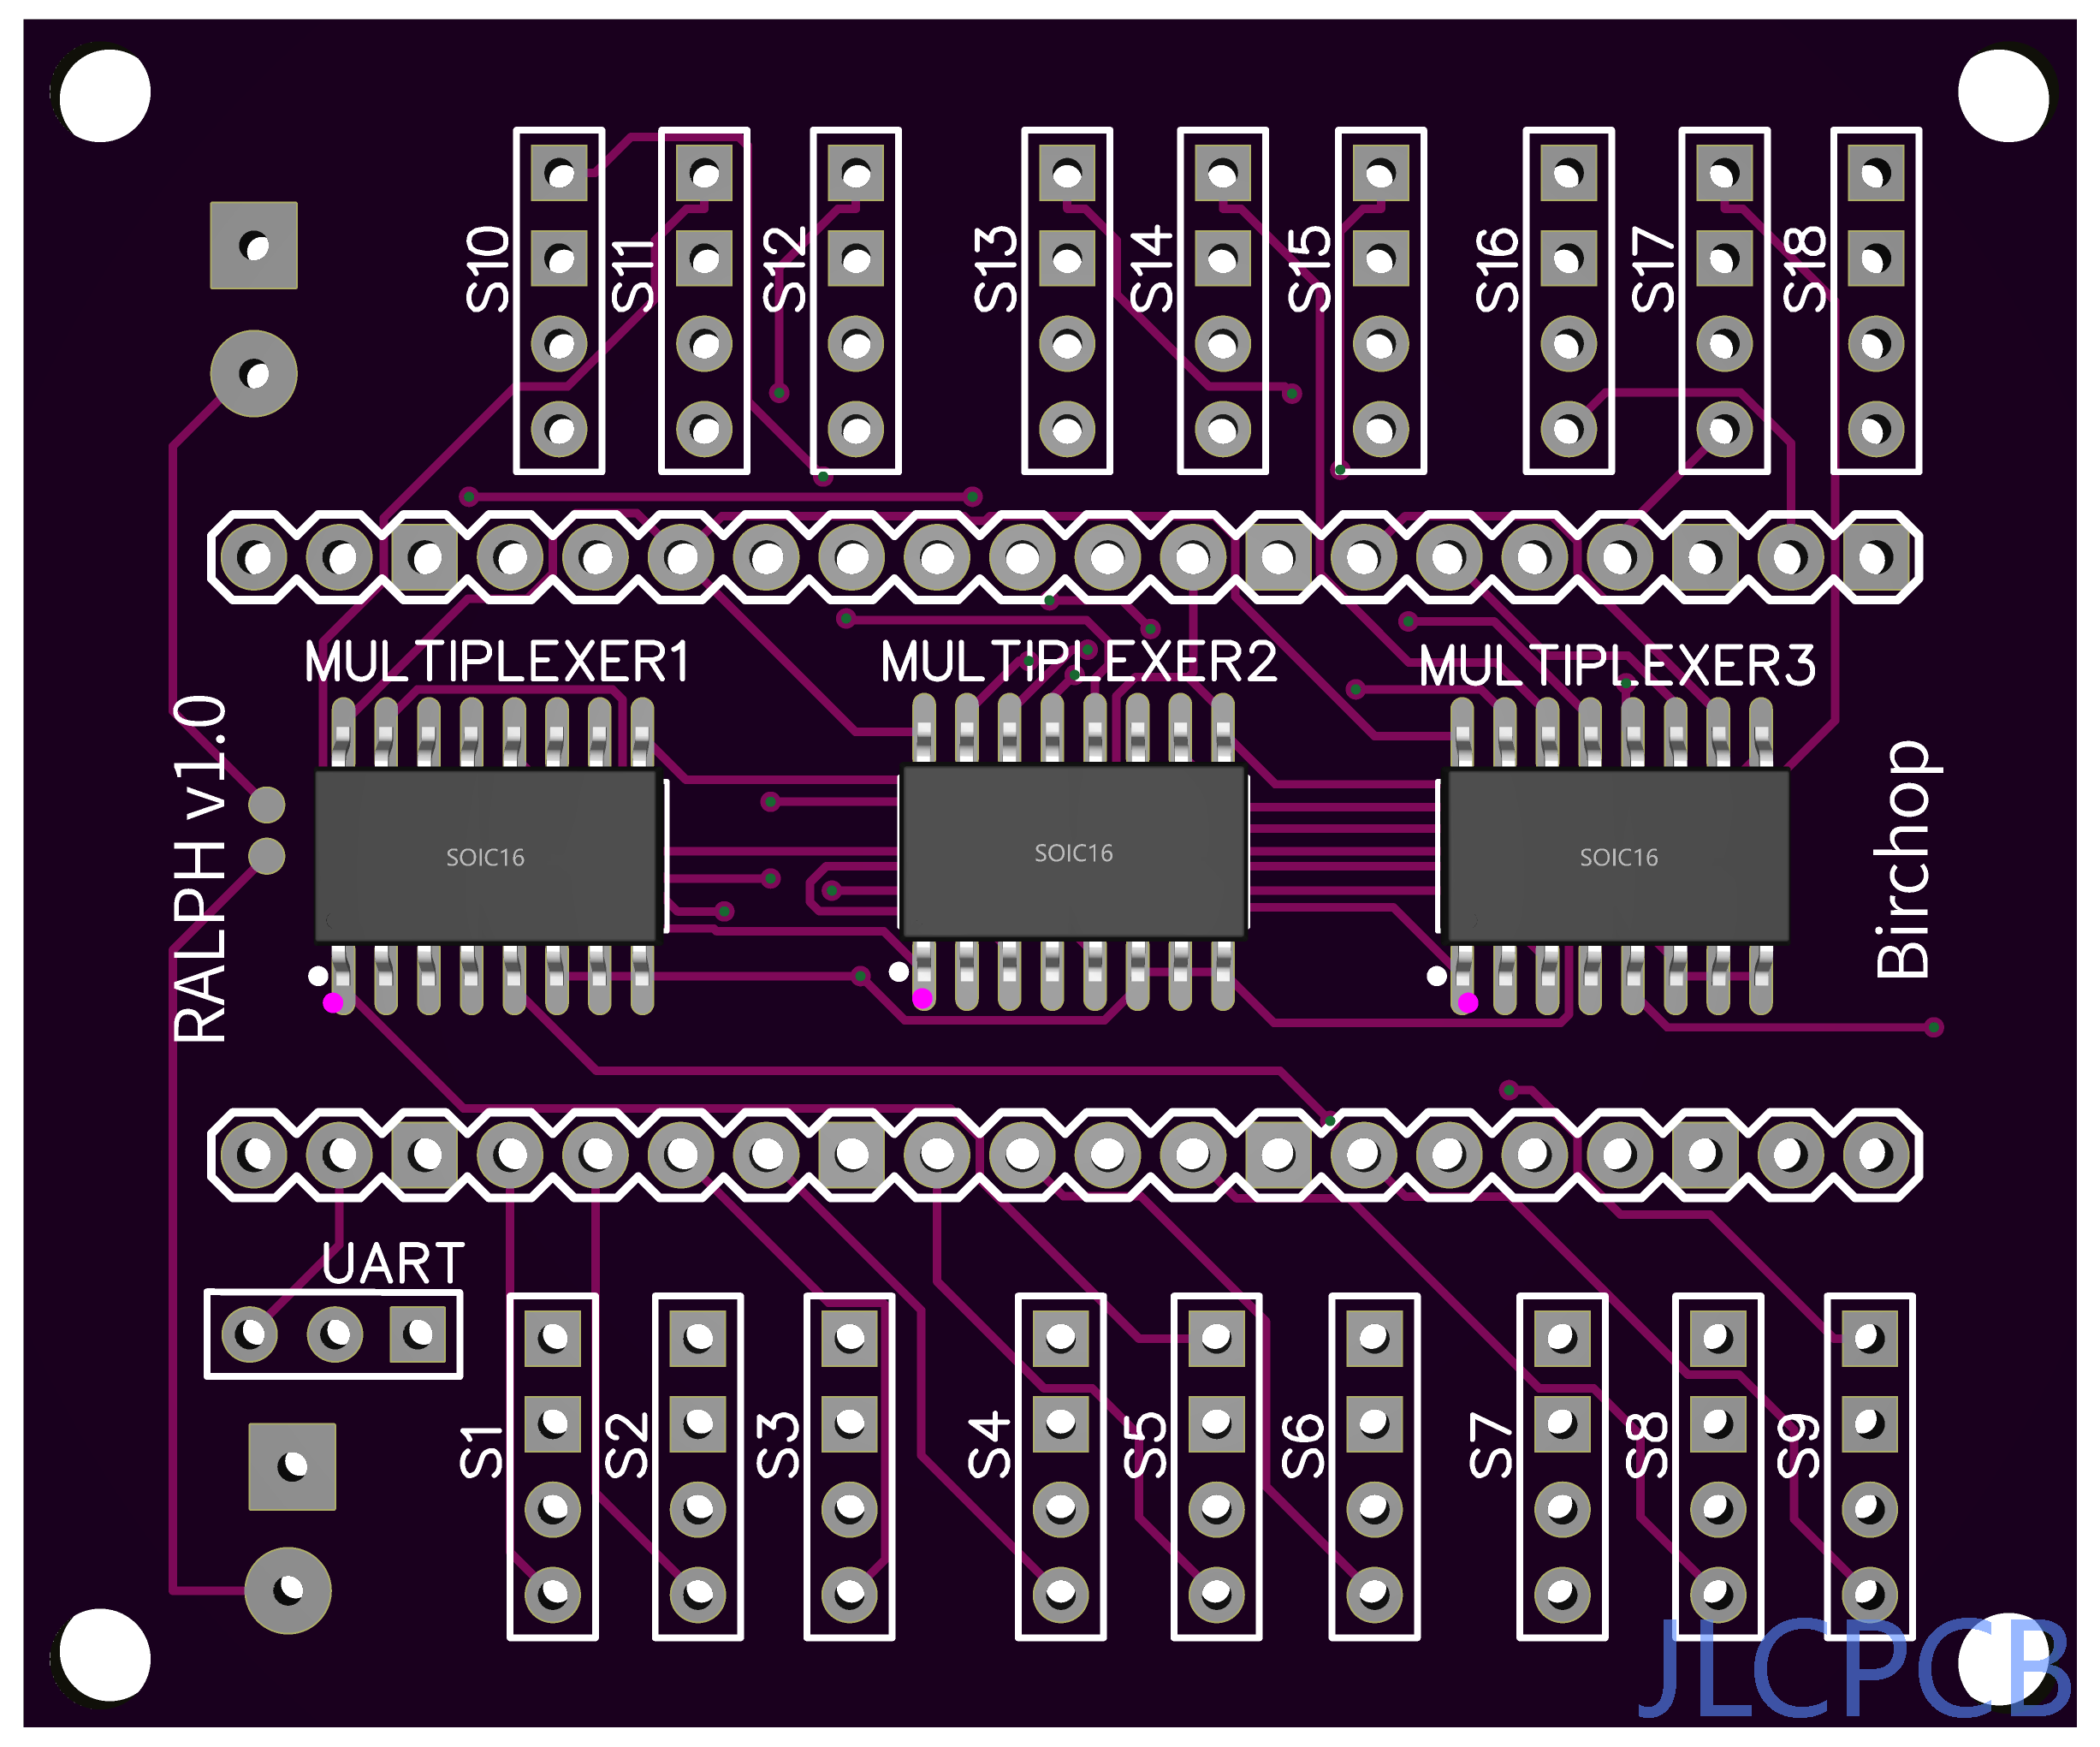 S10
S11
S12
S13
S14
S15
S16
S17
S18
MULTIPLEXER1
MULTIPLEXER2
MULTIPLEXER3
RALPH v1.0
SOIC16
SOIC16
SOIC16
Birchop
UART
S1
S2
S3
S4
S5
S6
S7
S8
S9
JLCPCB